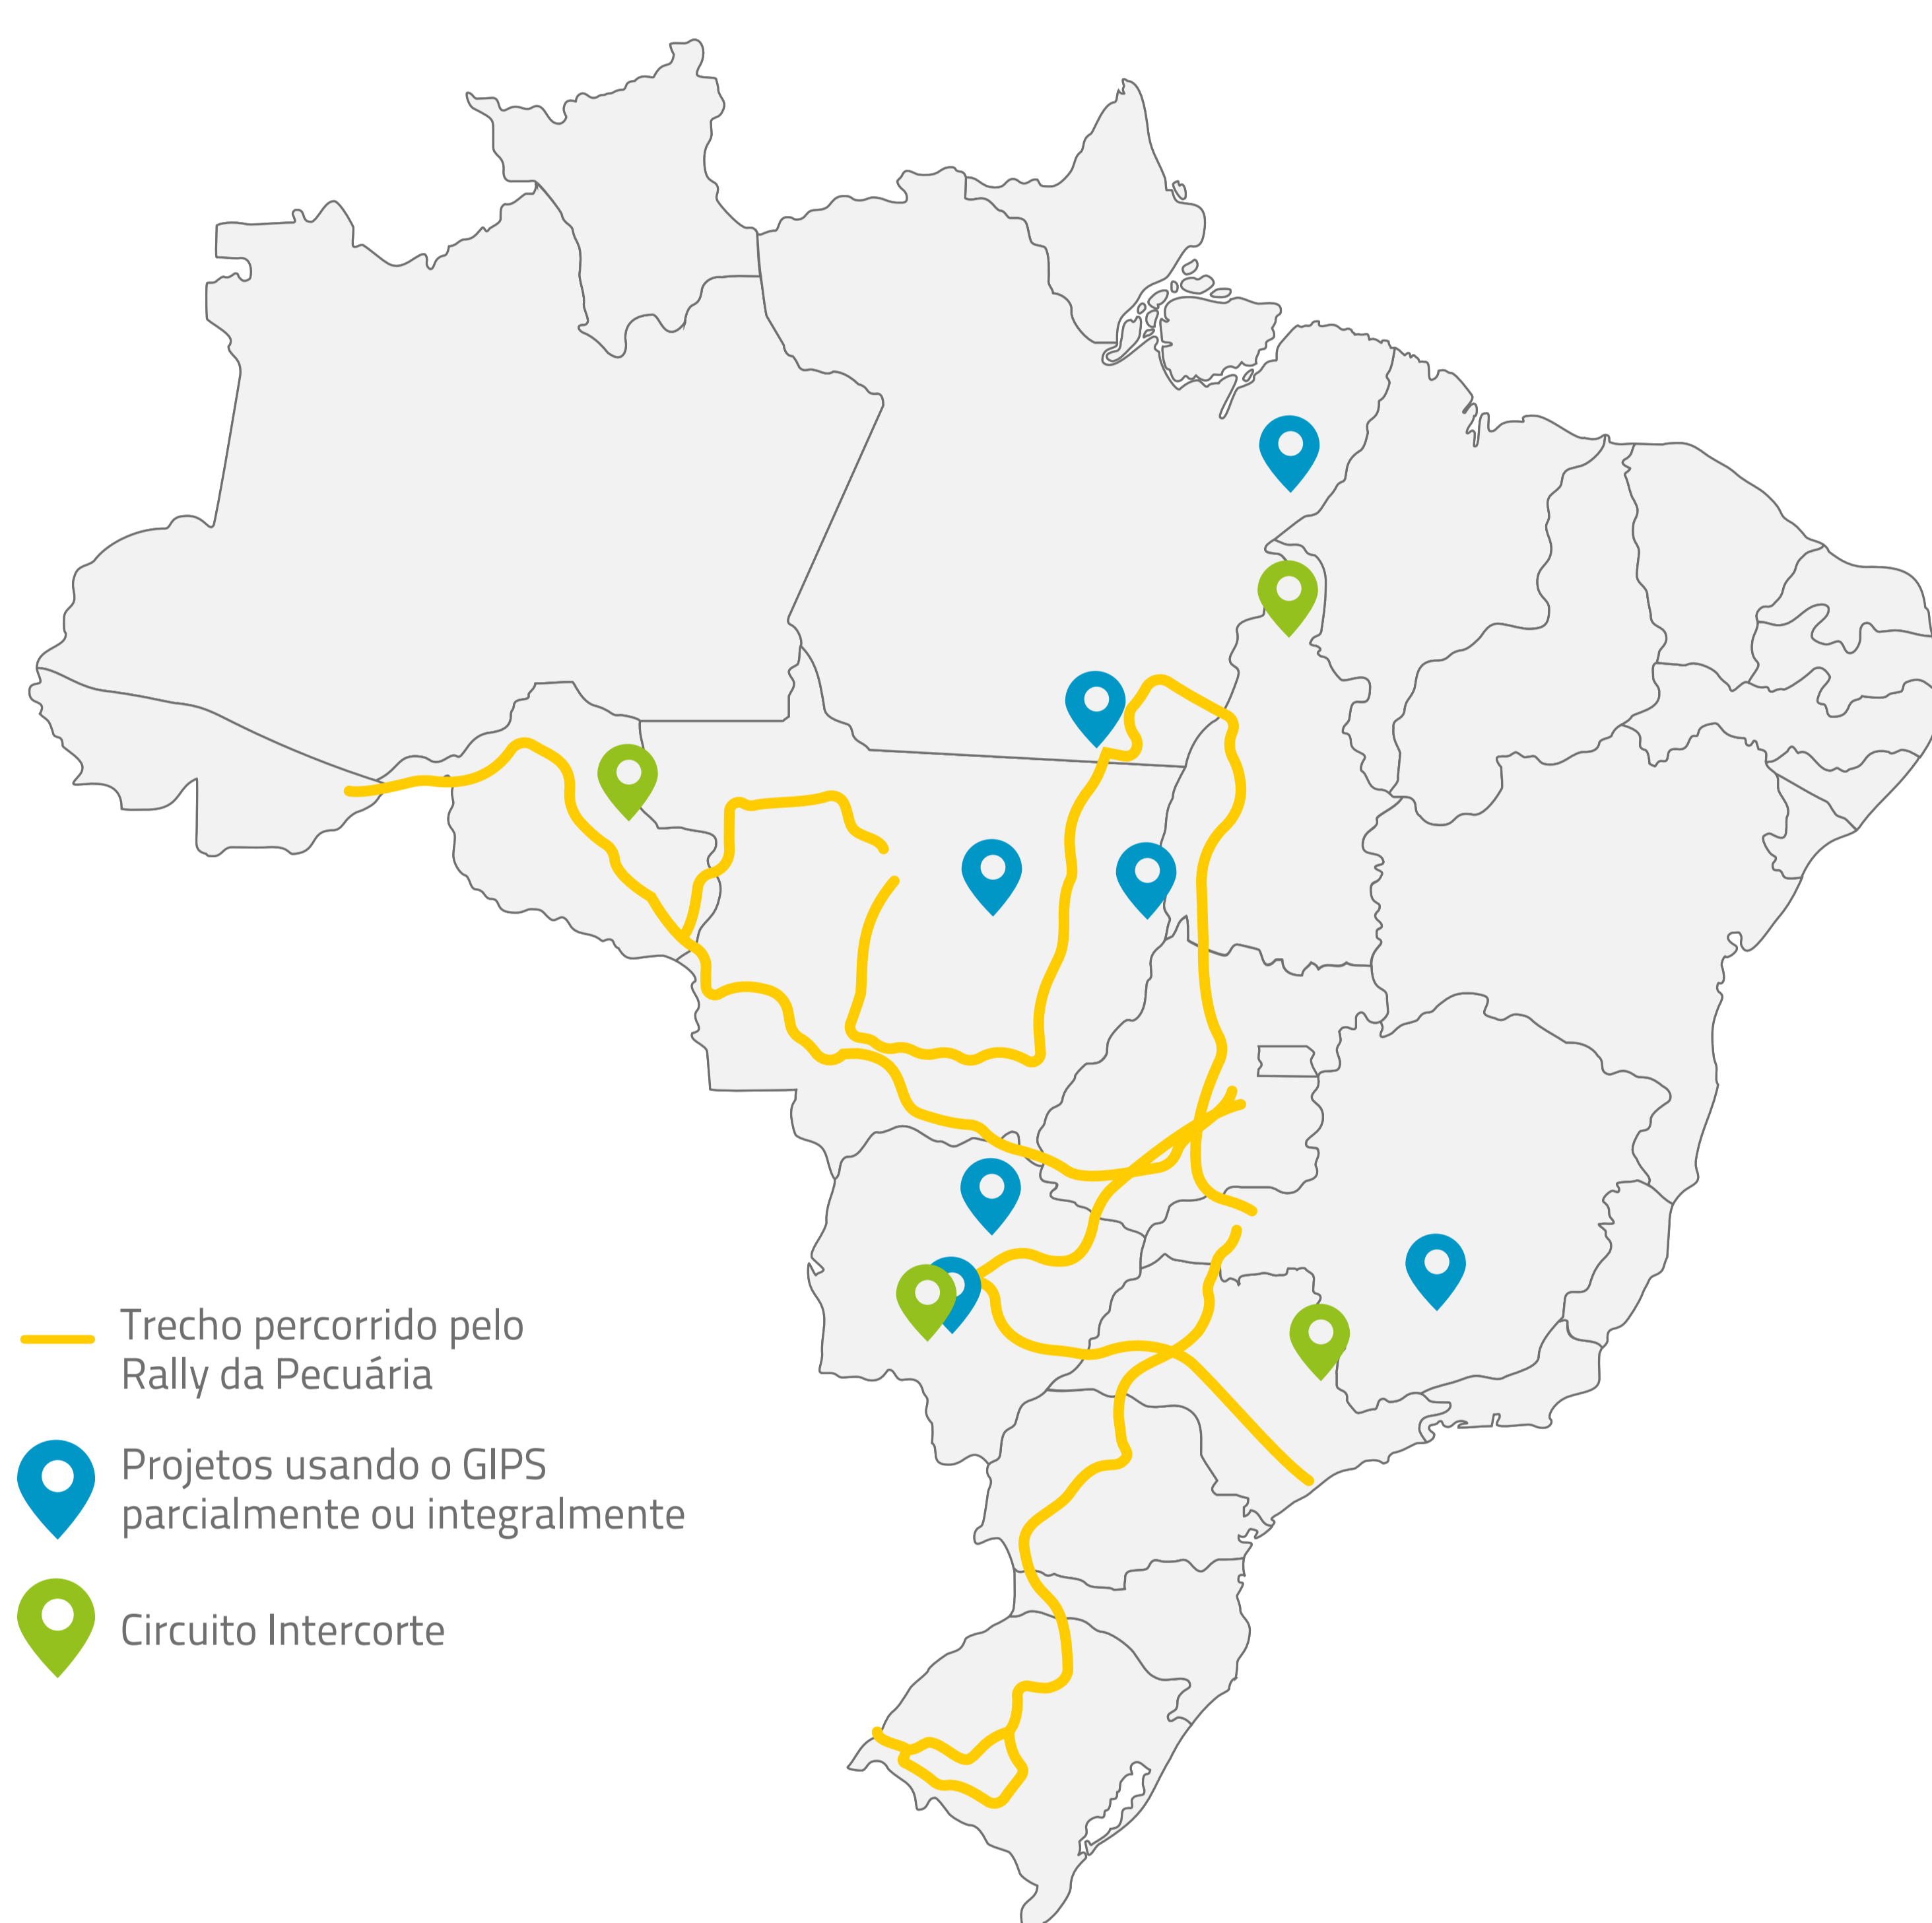 Trecho percorrido pelo
Rally da Pecuária
Projetos usando o GIPS
parcialmente ou integralmente
Circuito Intercorte